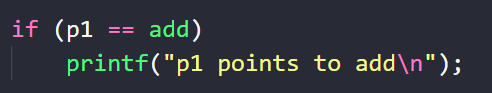 if (p1 == add)
    printf("p1 points to add\n");